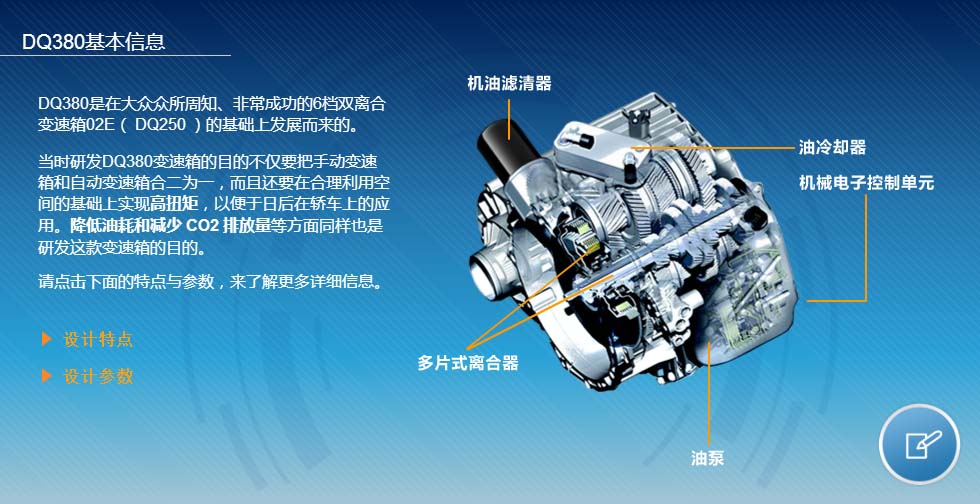 DQ380基本信息
DQ380是在大众众所周知、非常成功的6档双离合
变速箱02E（ DQ250 ）的基础上发展而来的。
当时研发DQ380变速箱的目的不仅要把手动变速
箱和自动变速箱合二为一，而且还要在合理利用空
间的基础上实现高扭矩，以便于日后在轿车上的应
用。降低油耗和减少 CO2 排放量等方面同样也是
研发这款变速箱的目的。
请点击下面的特点与参数，来了解更多详细信息。
设计特点
设计参数
机油滤清器
油冷却器
机械电子控制单元
多片式离合器
油泵